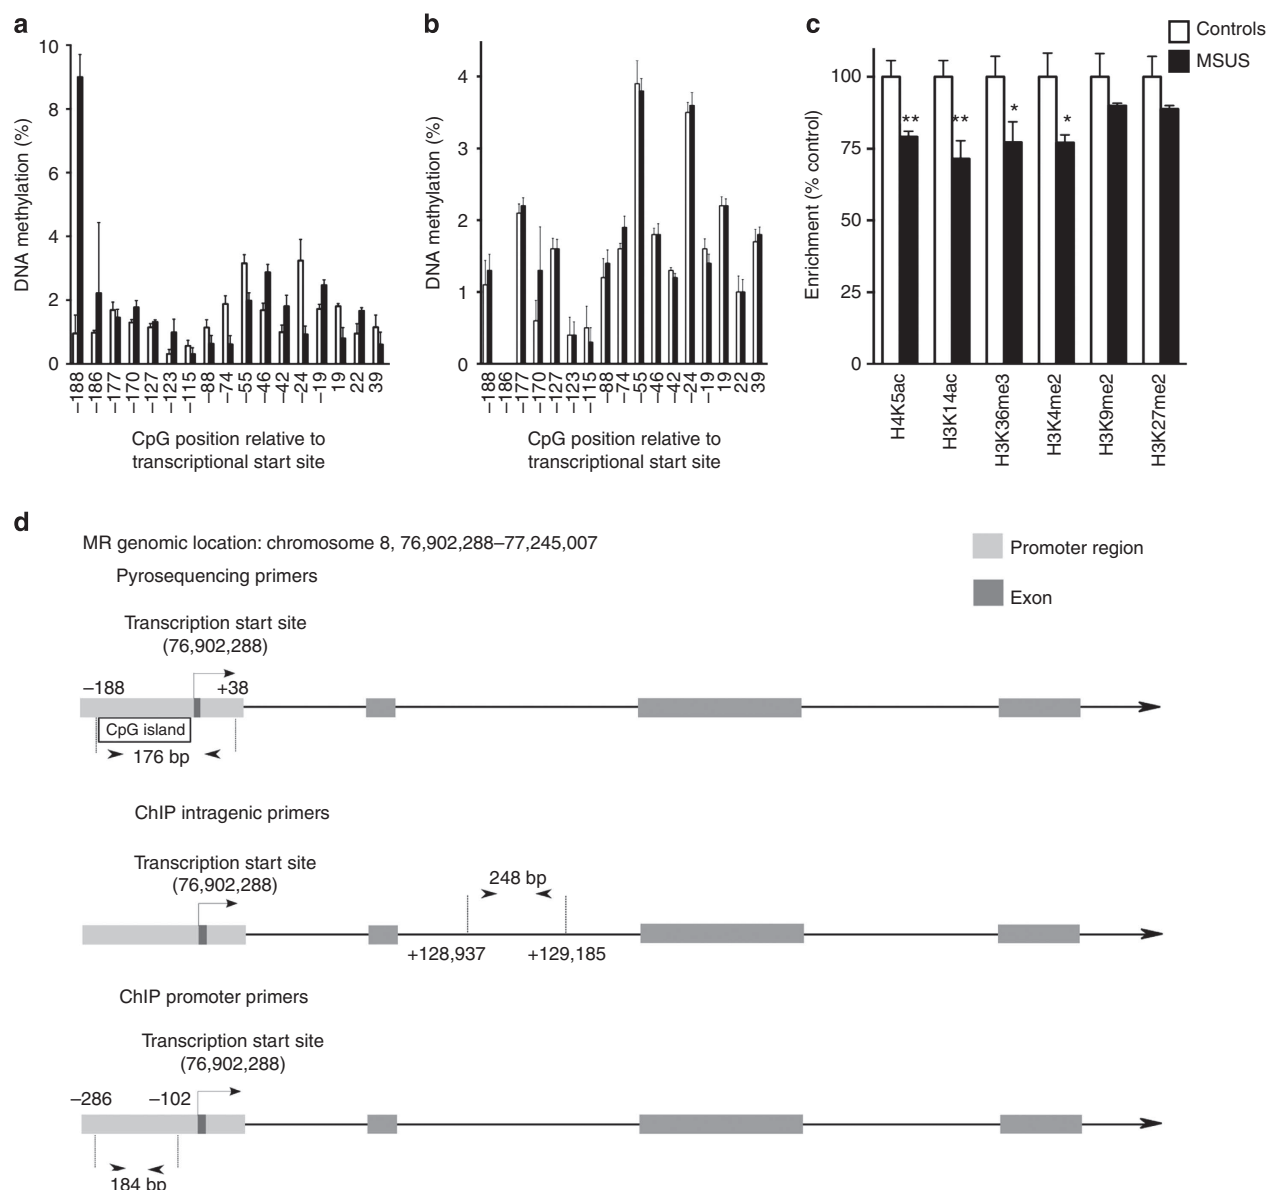 a
DNA methylation (%)
10
8
6
4
2
0
–188
–186
–177
–170
–127
–123
–115
–88
–74
–55
–46
–42
–24
–19
19
22
39
CpG position relative to
transcriptional start site
b
DNA methylation (%)
4
3
2
1
0
–188
–186
–177
–170
–127
–123
–115
–88
–74
–55
–46
–42
–24
–19
19
22
39
CpG position relative to
transcriptional start site
c
Controls
MSUS
Enrichment (% control)
100
75
50
25
0
**
**
*
*
H4K5ac
H3K14ac
H3K36me3
H3K4me2
H3K9me2
H3K27me2
d
MR genomic location: chromosome 8, 76,902,288–77,245,007
Promoter region
Exon
Pyrosequencing primers
Transcription start site
(76,902,288)
–188
+38
CpG island
176 bp
ChIP intragenic primers
Transcription start site
(76,902,288)
248 bp
+128,937
+129,185
ChIP promoter primers
Transcription start site
(76,902,288)
–286
–102
184 bp